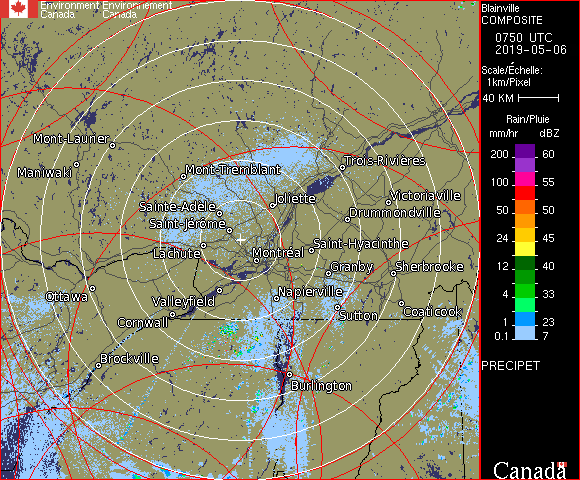 Environment Environnement
Canada Canada
Blainville
COMPOSITE
0750 UTC
2019-05-06
Scale/Échelle:
1km/Pixel
40 KM
Rain/Pluie
mm/hr dBZ
200 60
100 55
50 50
24 45
12 40
4 33
1 23
0.1 7
PRECIPET
Canada
Mont-Laurier
Maniwaki
Mont-Tremblant
Trois-Rivières
Sainte-Adèle
Joliette
Victoriaville
Drummondville
Saint-Jérôme
Saint-Hyacinthe
Lachute
Montréal
Granby
Sherbrooke
Ottawa
Valleyfield
Napierville
Cornwall
Sutton
Coaticook
Brockville
Burlington